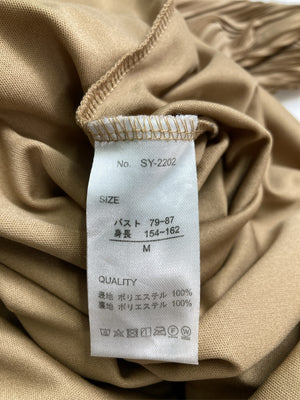 No. SY-2202
SIZE
バスト 79-87
身長 154-162
M
QUALITY
表地 ポリエステル 100%
裏地 ポリエステル 100%